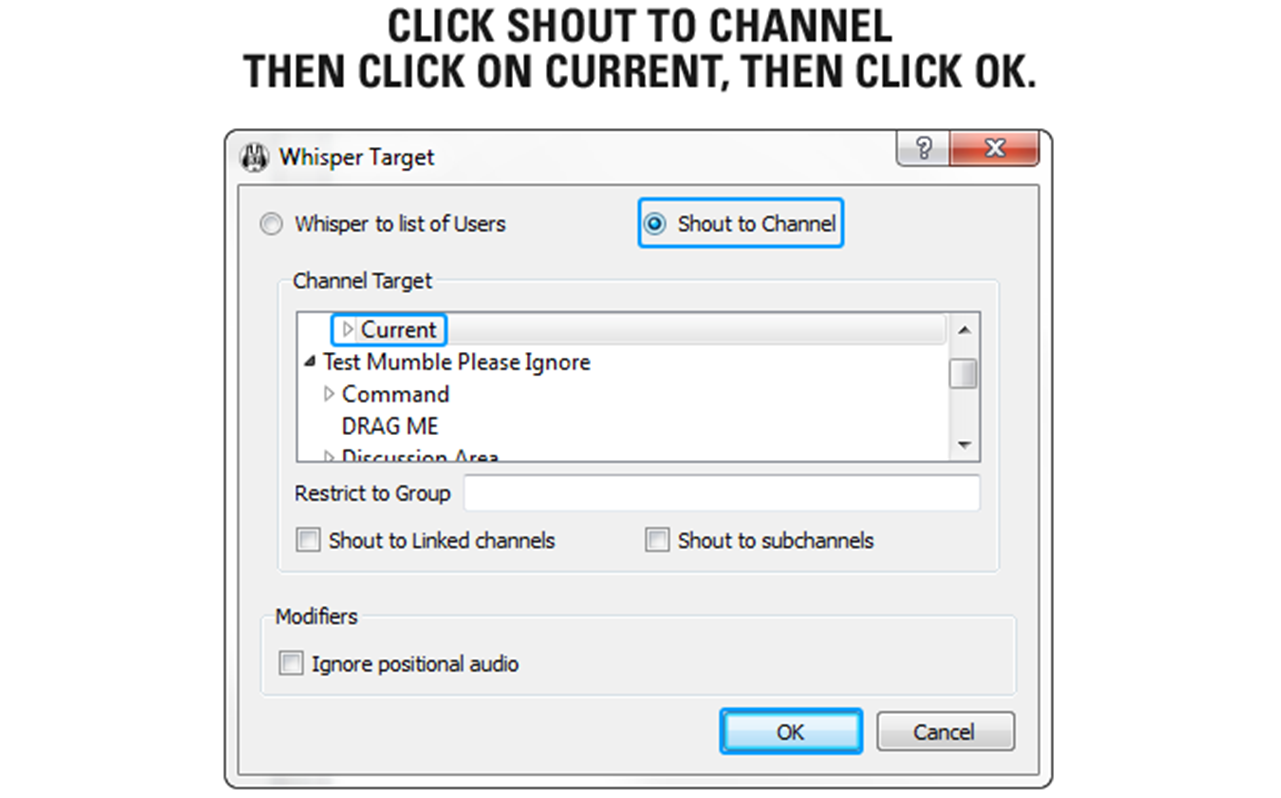 CLICK SHOUT TO CHANNEL
THEN CLICK ON CURRENT, THEN CLICK OK.
Whisper Target
Whisper to list of Users
Shout to Channel
Channel Target
Current
Test Mumble Please Ignore
Command
DRAG ME
Discussion Area
Restrict to Group
Shout to Linked channels
Shout to subchannels
Modifiers
Ignore positional audio
OK
Cancel